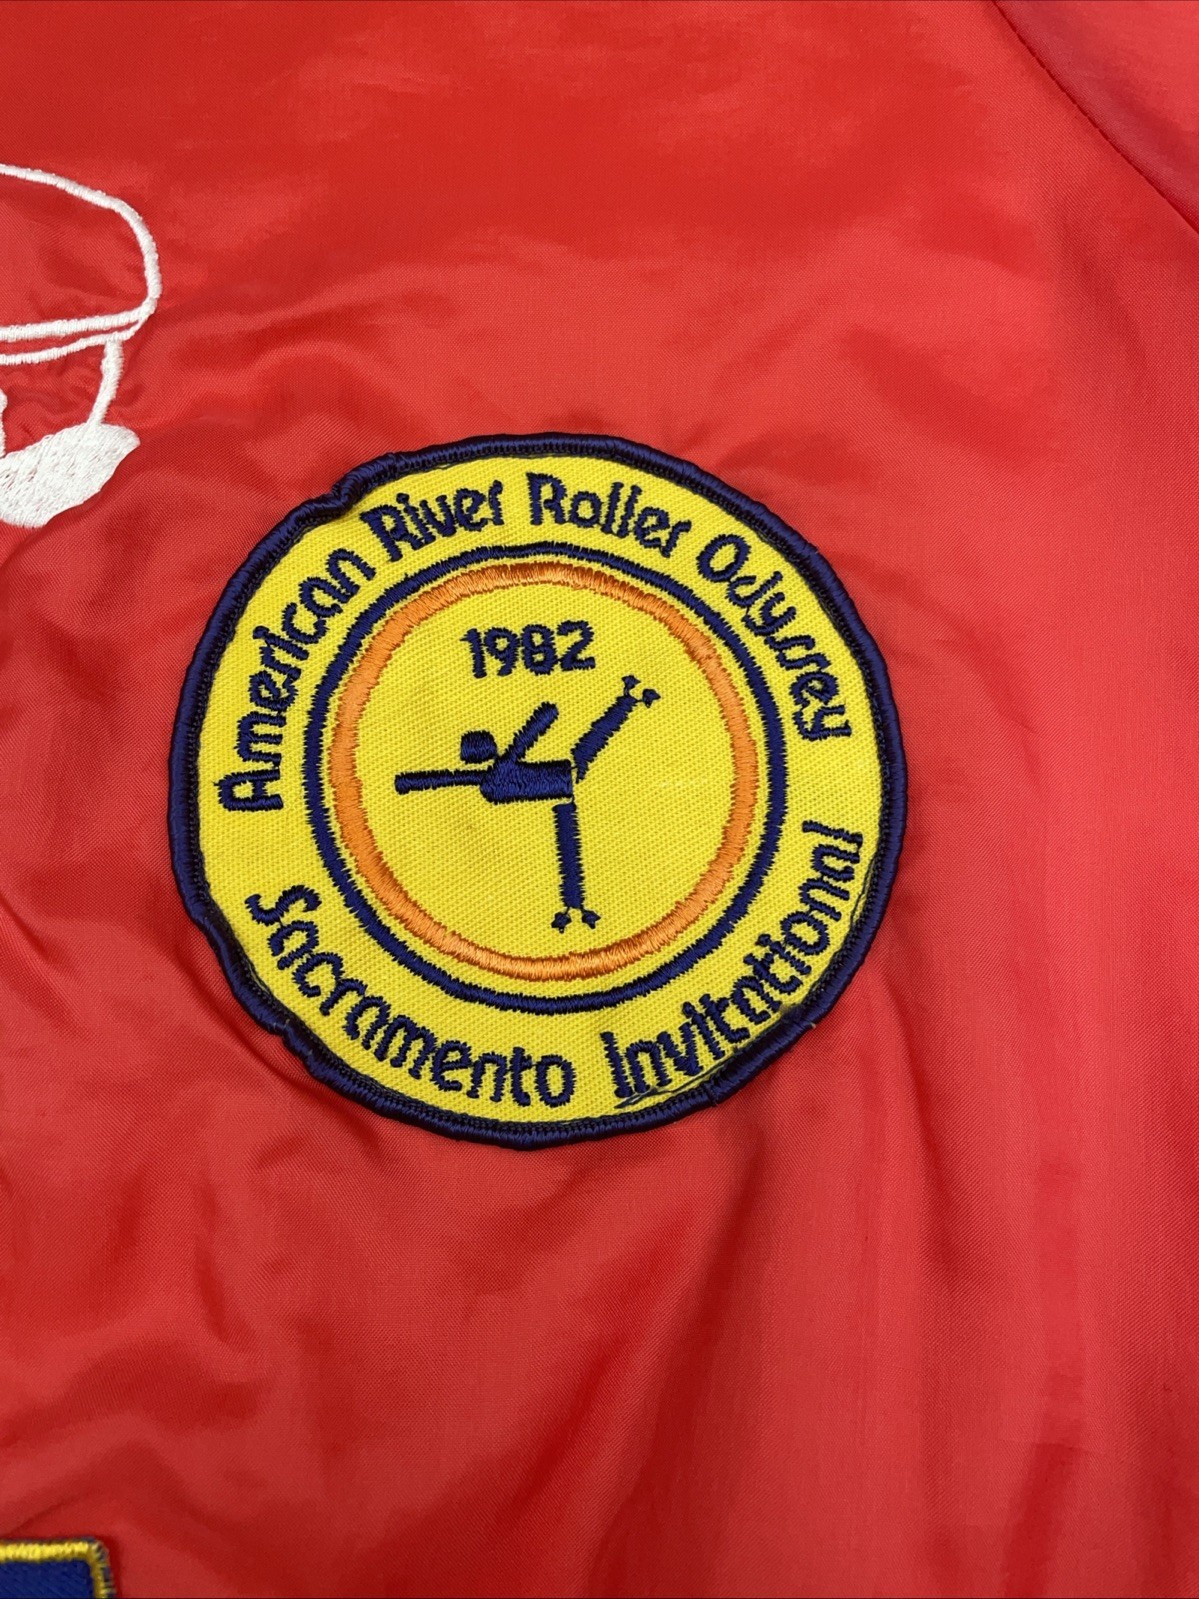 American River Roller Odyssey
1982
Sacramento Invitational